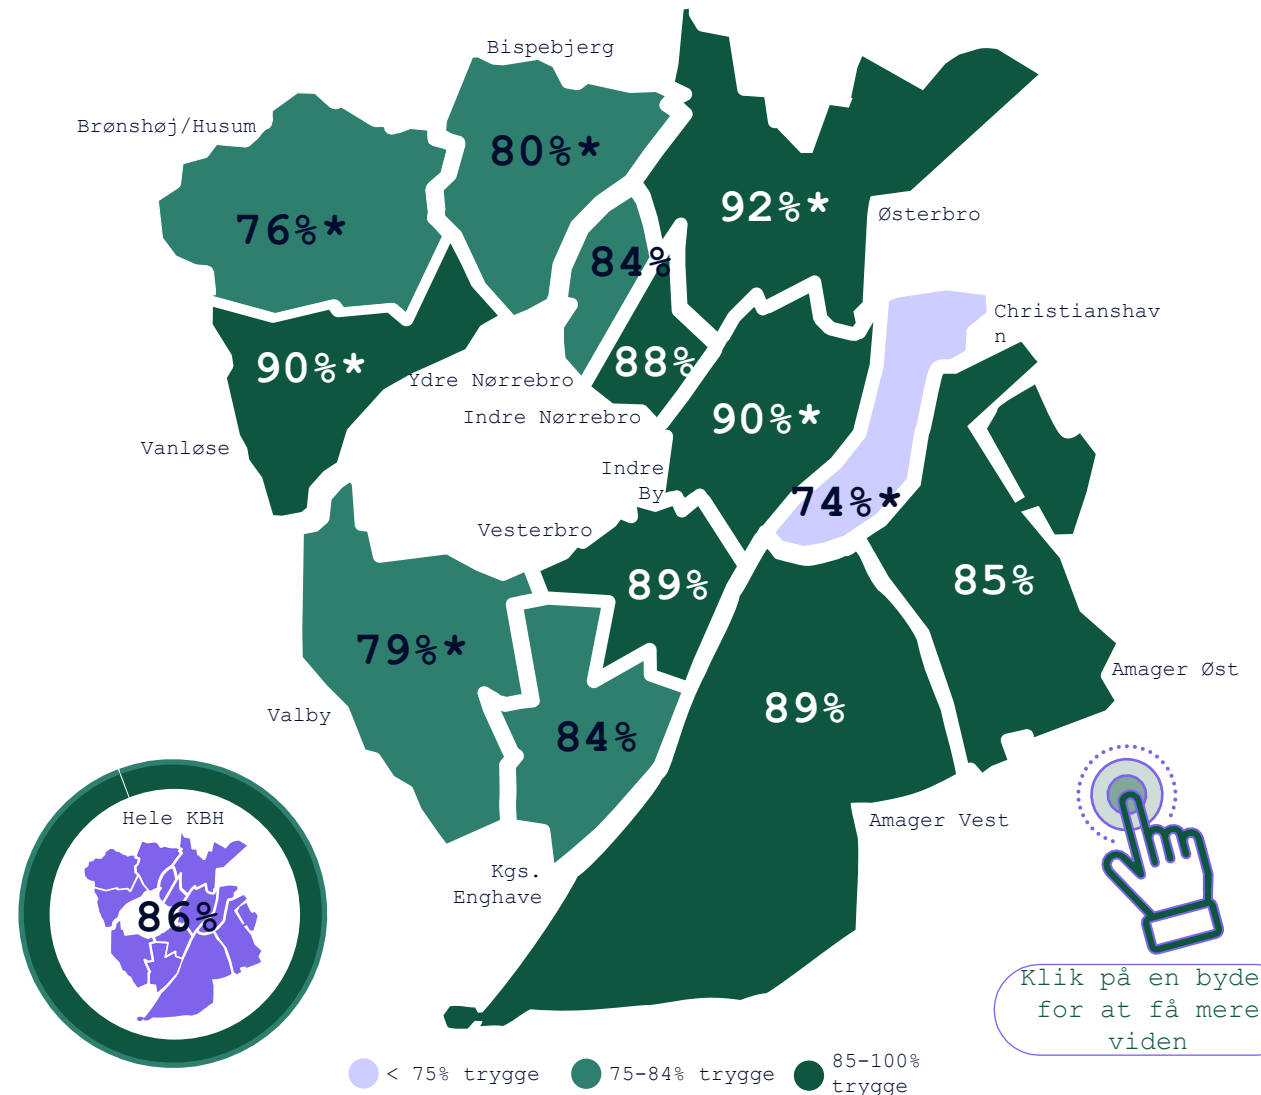 Bispebjerg
Brønshøj/Husum
80%*
76%*
92%*
Østerbro
84%
Christianshav
n
90%*
88%
Ydre Nørrebro
Indre Nørrebro
90%*
Vanløse
Indre
By
74%*
Vesterbro
89%
85%
79%*
Amager Øst
Valby
89%
84%
Hele KBH
86%
Amager Vest
Kgs.
Enghave
Klik på en byde
for at få mere
viden
< 75% trygge
75-84% trygge
85-100%
trygge